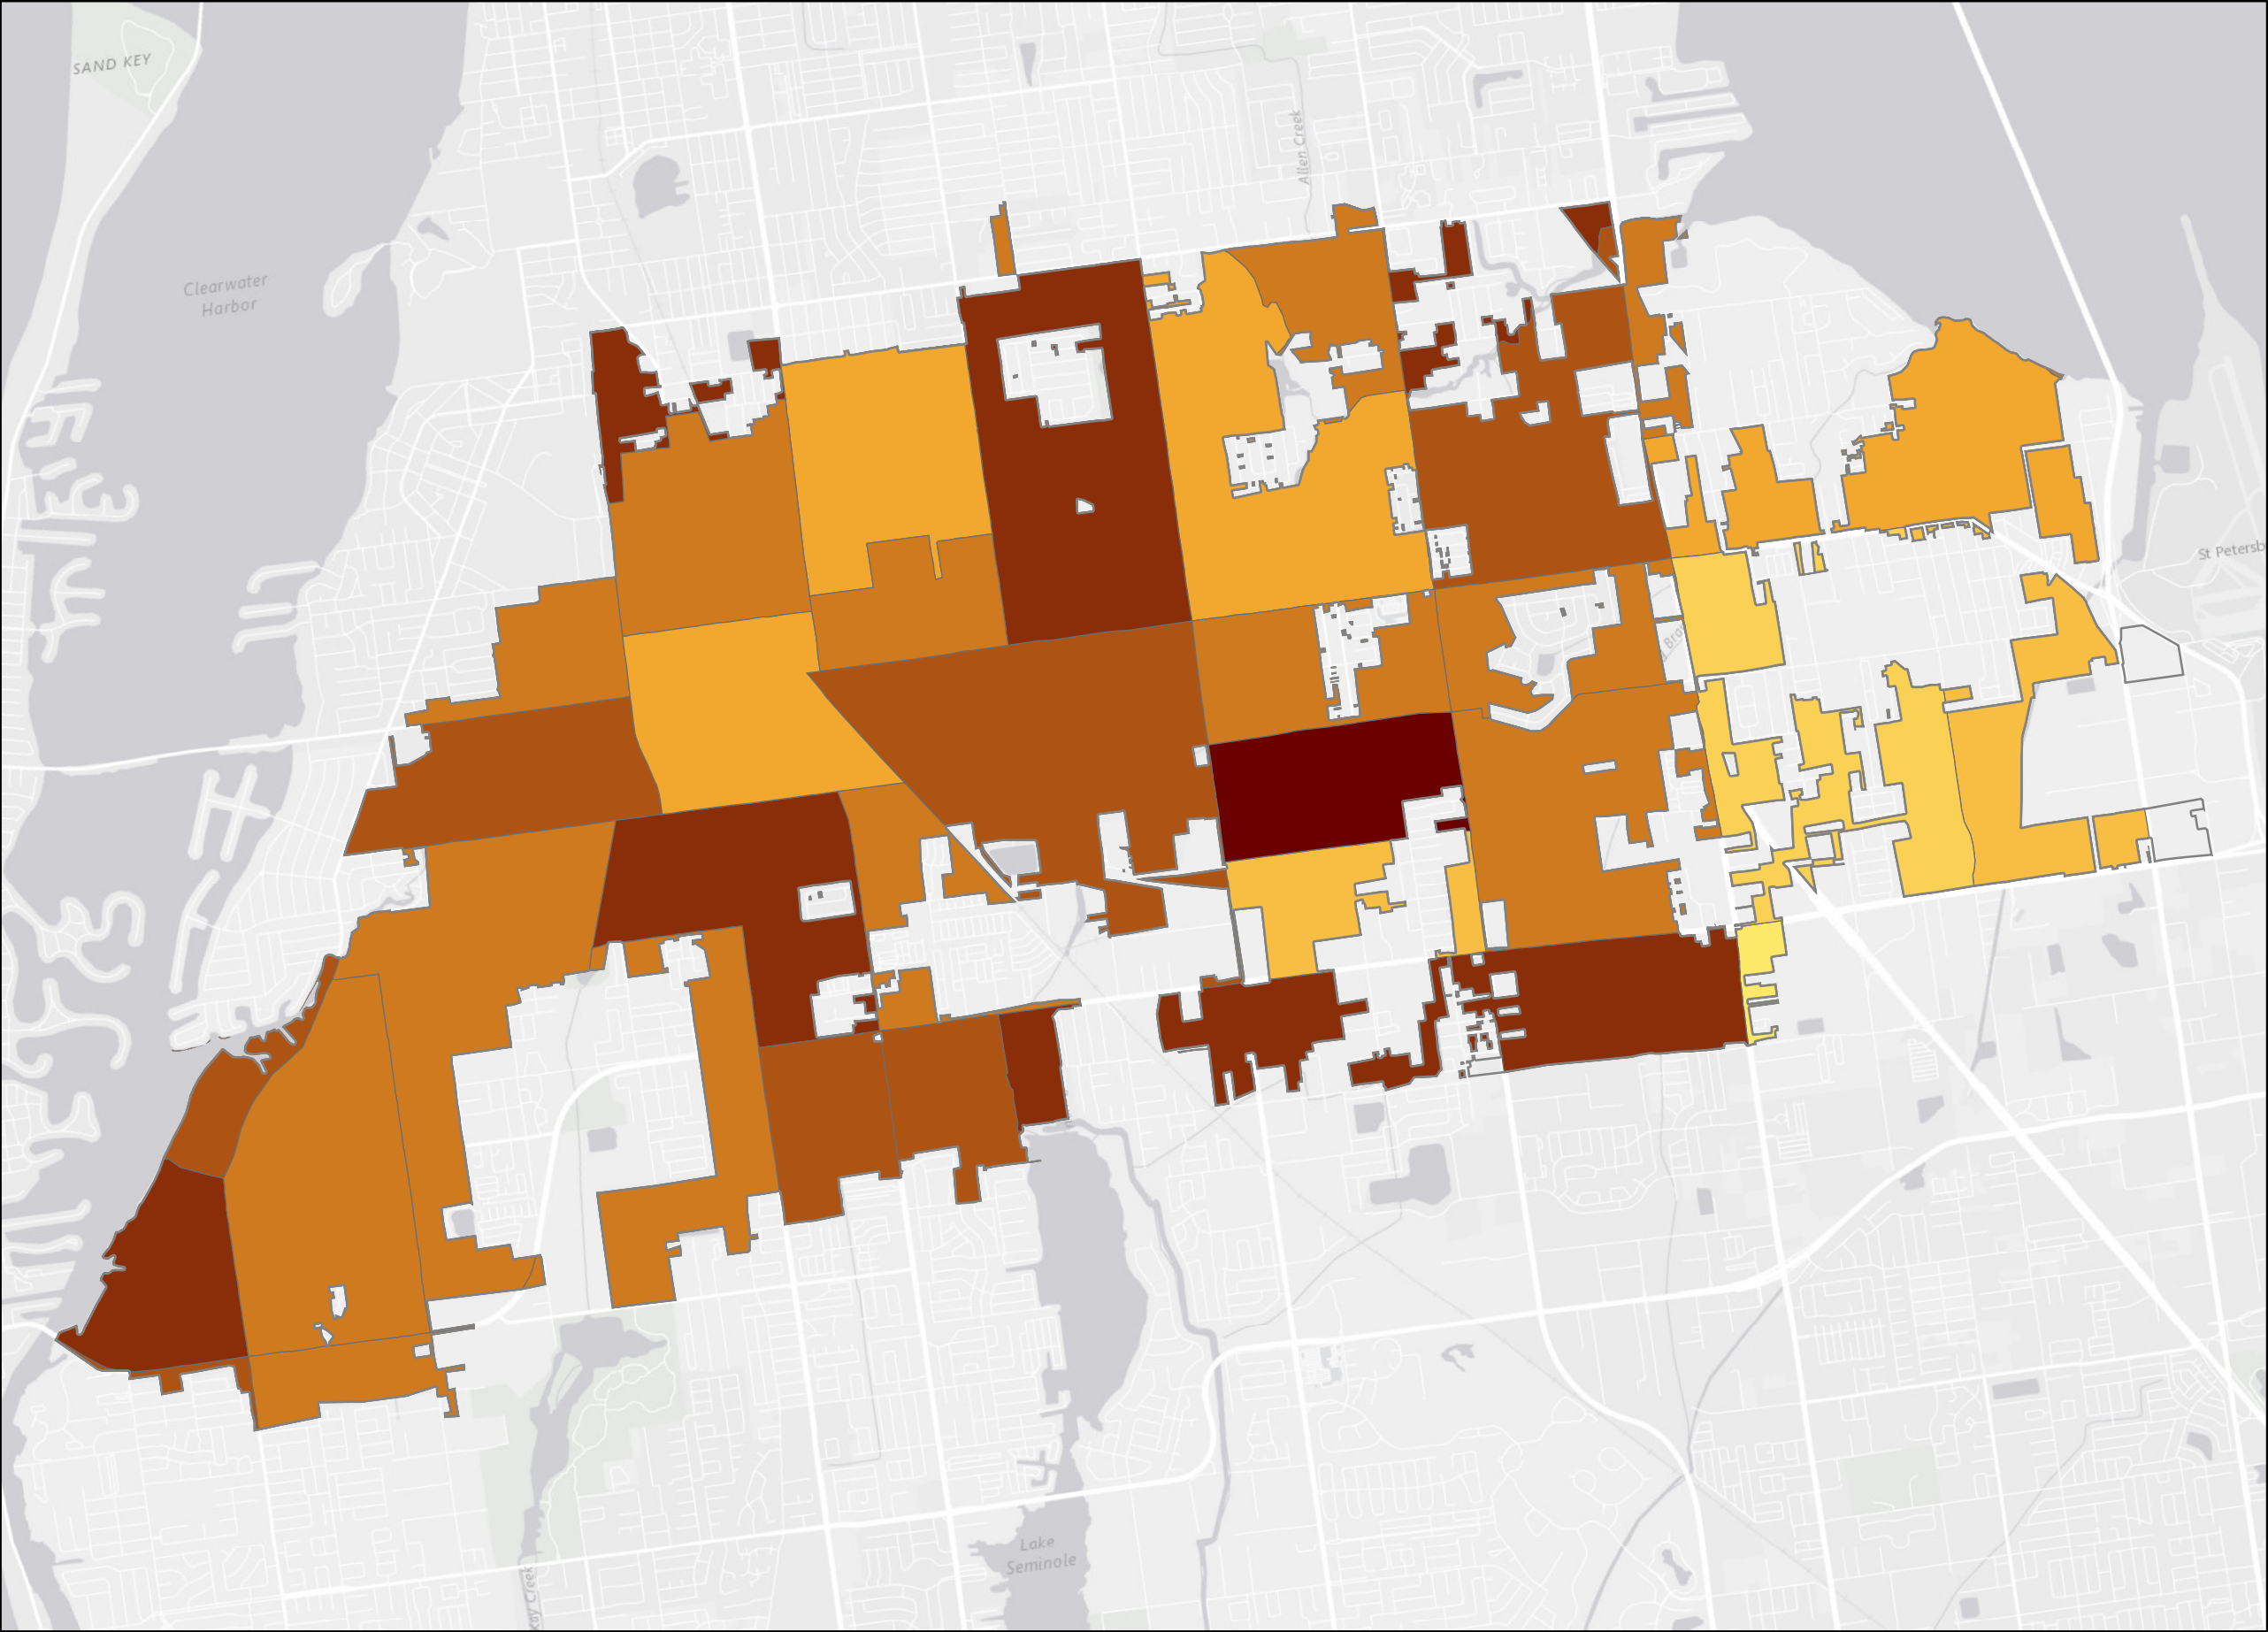 SAND KEY
Allen Creek
Clearwater
Harbor
St Petersb
Lake
Seminole